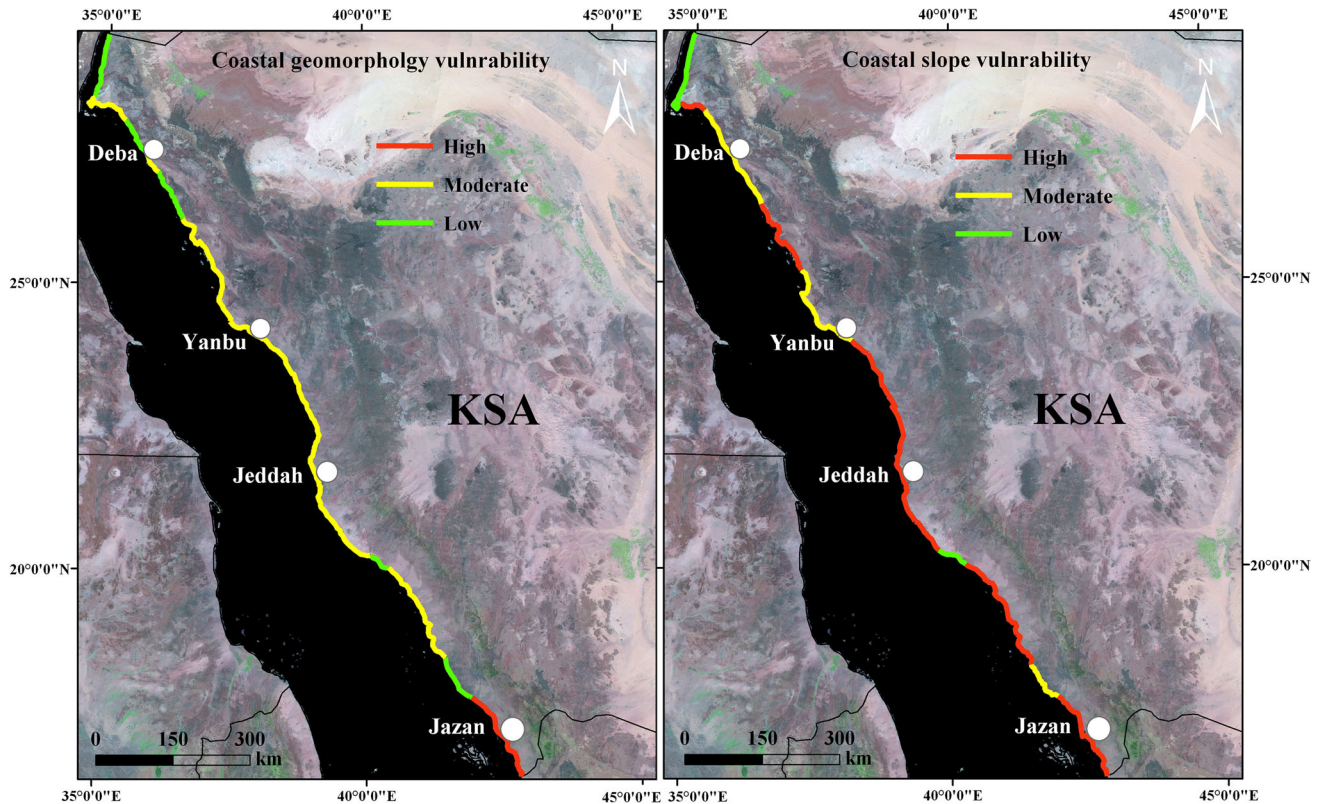 35°0'0"E 40°0'0"E 45°0'0"E
Coastal geomorpholgy vulnrability
N
High
Moderate
Low
Deba
25°0'0"N
Yanbu
KSA
Jeddah
20°0'0"N
Jazan
0 150 300
km
35°0'0"E 40°0'0"E 45°0'0"E
35°0'0"E 40°0'0"E 45°0'0"E
Coastal slope vulnrability
N
High
Moderate
Low
Deba
25°0'0"N
Yanbu
KSA
Jeddah
20°0'0"N
Jazan
0 150 300
km
35°0'0"E 40°0'0"E 45°0'0"E